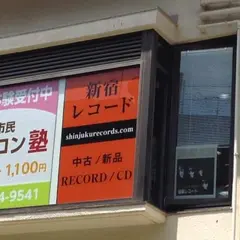 験受付中
市民
コン塾
1,100円
4-9541
新宿
レコード
shinjukurecords.com
中古/新品
RECORD/CD